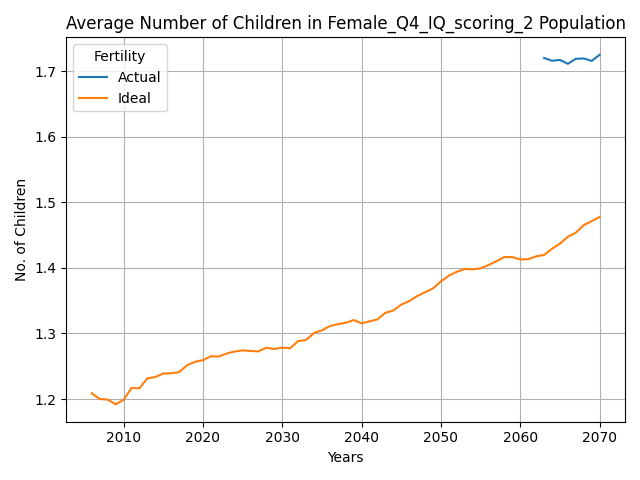 Average Number of Children in Female_Q4_IQ_scoring_2 Population
Fertility
Actual
Ideal
No. of Children
1.7
1.6
1.5
1.4
1.3
1.2
2010 2020 2030 2040 2050 2060 2070
Years